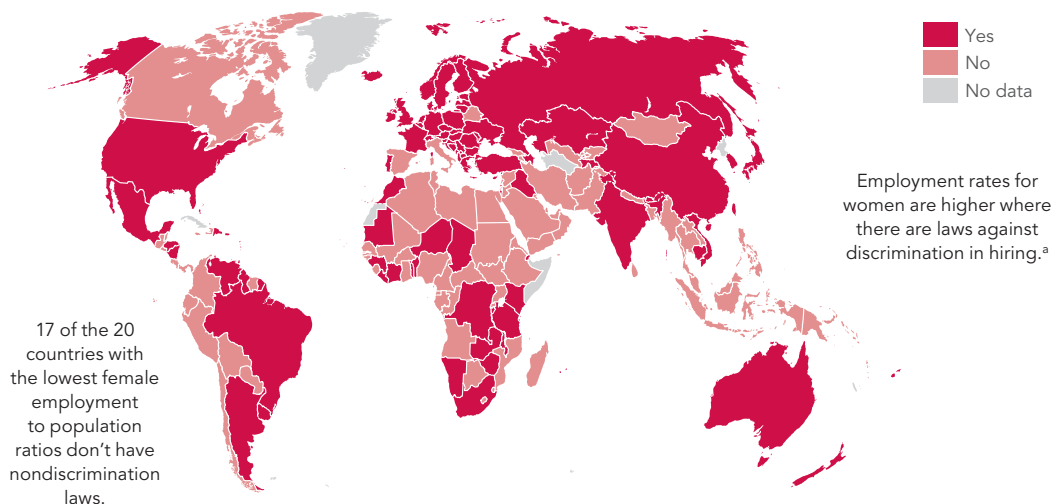 Yes
No
No data
Employment rates for
women are higher where
there are laws against
discrimination in hiring.a
17 of the 20
countries with
the lowest female
employment
to population
ratios don’t have
nondiscrimination
laws.